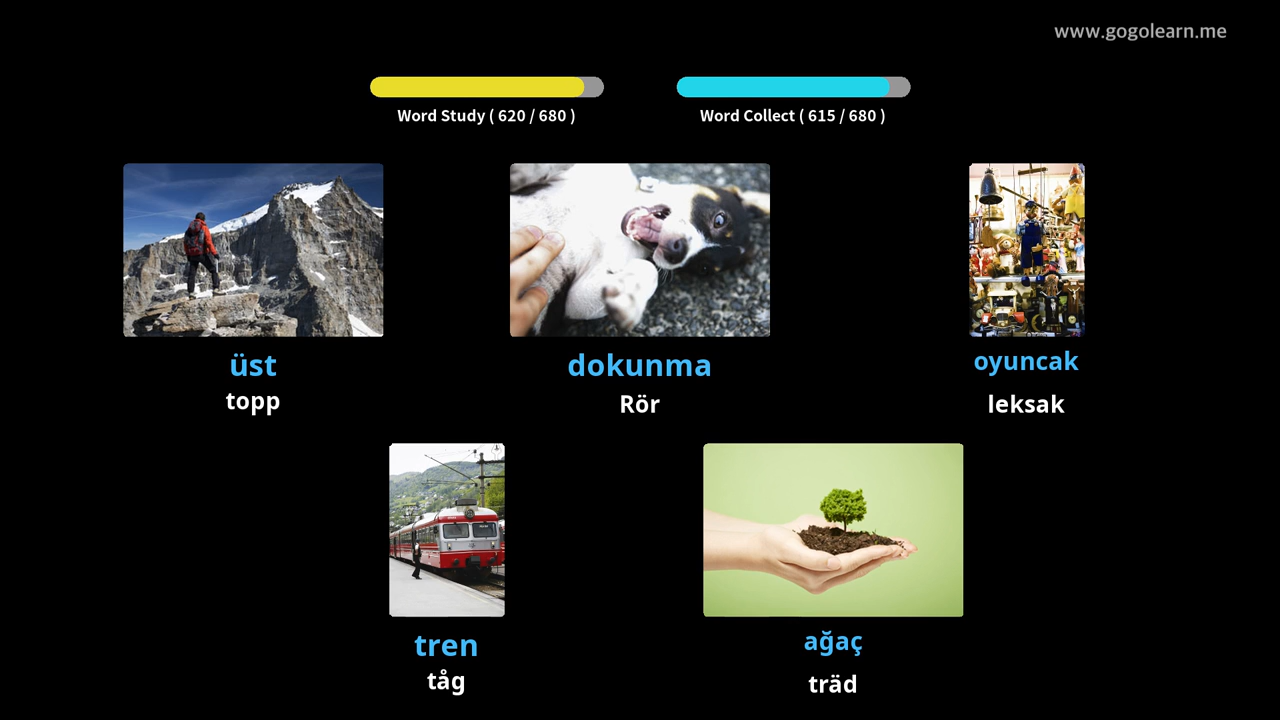 www.gogolearn.me
Word Study ( 620 / 680 )
Word Collect ( 615 / 680 )
üst
topp
dokunma
Rör
oyuncak
leksak
tren
tåg
ağaç
träd